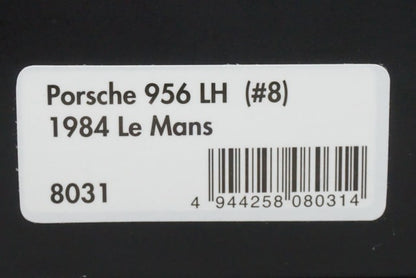 Porsche 956 LH (#8)
1984 Le Mans
8031
4 944258 080314